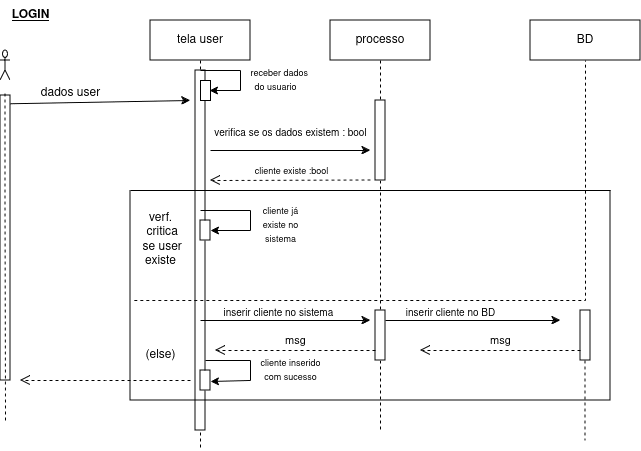 LOGIN
tela user
processo
BD
receber dados
do usuario
dados user
verifica se os dados existem : bool
cliente existe :bool
verf.
critica
se user
existe
cliente já
existe no
sistema
inserir cliente no sistema
inserir cliente no BD
msg
msg
(else)
cliente inserido
com sucesso